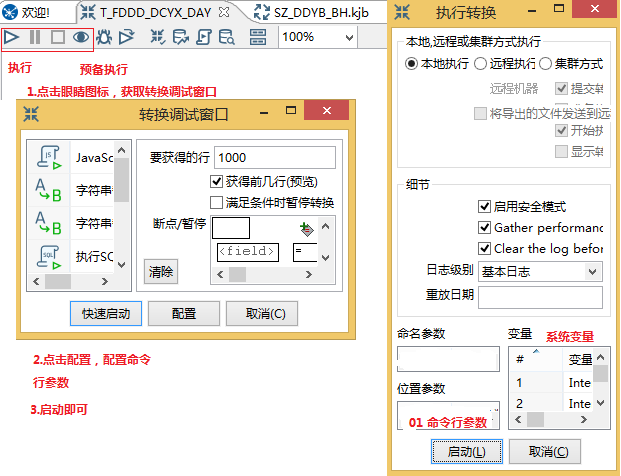 欢迎!
T_FDDD_DCYX_DAY
SZ_DDYB_BH.kjb
100%
执行
预备执行
1.点击眼睛图标，获取转换调试窗口
转换调试窗口
JavaSc
字符串
字符串
执行SC
要获得的行
1000
获得前几行(预览)
满足条件时暂停转换
断点/暂停
<field>
=
清除
快速启动
配置
取消(C)
2.点击配置，配置命令
行参数
3.启动即可
执行转换
本地,远程或集群方式执行
本地执行
远程执行
集群方式
远程机器
提交转
将导出的文件发送到远
开始执
显示转
细节
启用安全模式
Gather performanc
Clear the log befor
日志级别
基本日志
重放日期
命名参数
变量
系统变量
#
变量
1
Inte
2
Inte
位置参数
01 命令行参数
启动(L)
取消(C)